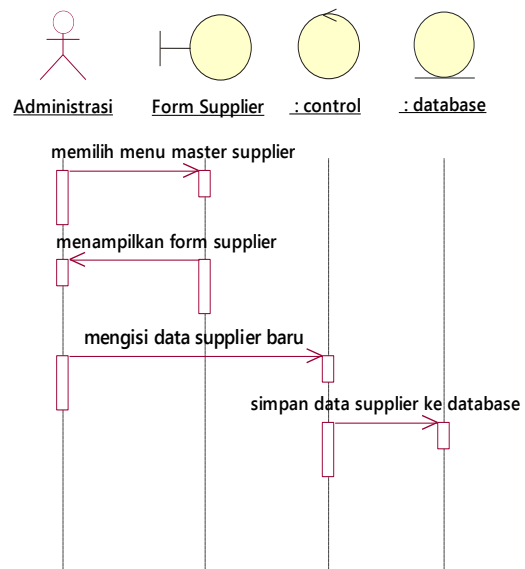 Administrasi
Form Supplier
: control
: database
memilih menu master supplier
menampilkan form supplier
mengisi data supplier baru
simpan data supplier ke database